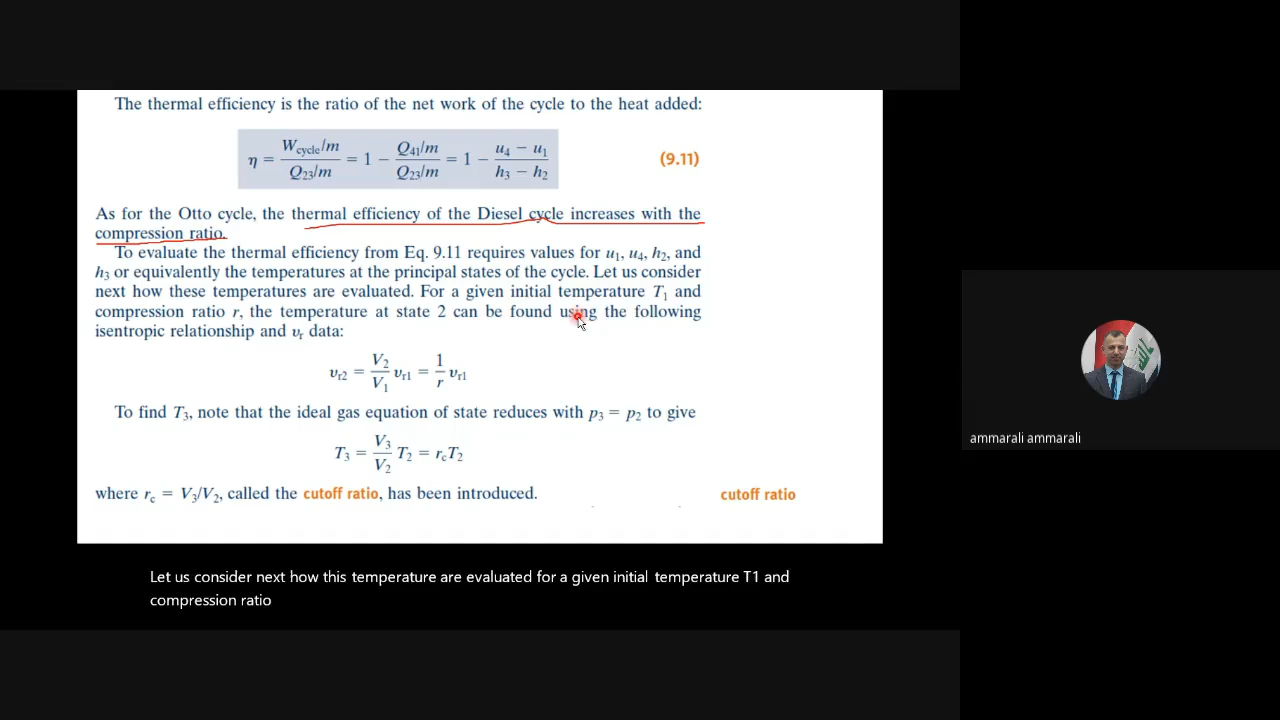 The thermal efficiency is the ratio of the net work of the cycle to the heat added:
η = (W_cycle/m)/(Q₂₃/m) = 1 − (Q₄₁/m)/(Q₂₃/m) = 1 − (u₄ − u₁)/(h₃ − h₂) (9.11)
As for the Otto cycle, the thermal efficiency of the Diesel cycle increases with the
compression ratio.
To evaluate the thermal efficiency from Eq. 9.11 requires values for u₁, u₄, h₂, and
h₃ or equivalently the temperatures at the principal states of the cycle. Let us consider
next how these temperatures are evaluated. For a given initial temperature T₁ and
compression ratio r, the temperature at state 2 can be found using the following
isentropic relationship and vᵣ data:
v_r2 = (V₂/V₁) v_r1 = (1/r) v_r1
To find T₃, note that the ideal gas equation of state reduces with p₃ = p₂ to give
T₃ = (V₃/V₂) T₂ = r_c T₂
where r_c = V₃/V₂, called the cutoff ratio, has been introduced.
cutoff ratio
Let us consider next how this temperature are evaluated for a given initial temperature T1 and
compression ratio
ammarali ammarali